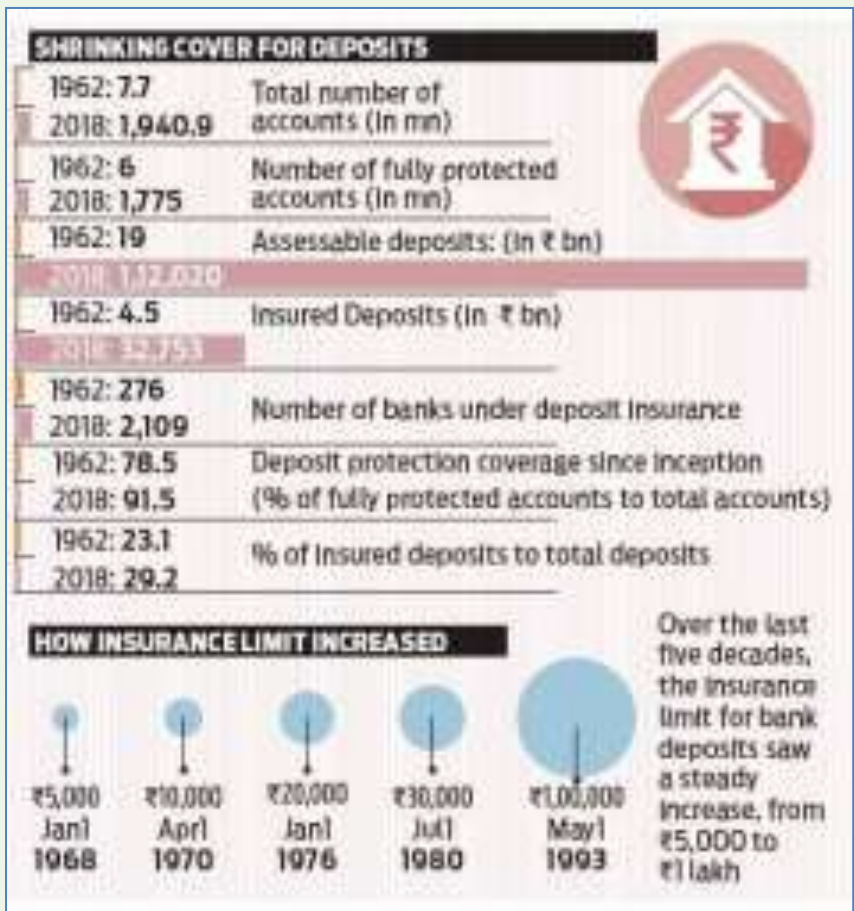 SHRINKING COVER FOR DEPOSITS
1962: 7.7
2018: 1,940.9
Total number of
accounts (in mn)
1962: 6
2018: 1,775
Number of fully protected
accounts (in mn)
1962: 19
Assessable deposits: (in ₹ bn)
2018: 1,12,020
1962: 4.5
Insured Deposits (in ₹ bn)
2018: 32,753
1962: 276
2018: 2,109
Number of banks under deposit insurance
1962: 78.5
2018: 91.5
Deposit protection coverage since inception
(% of fully protected accounts to total accounts)
1962: 23.1
2018: 29.2
% of insured deposits to total deposits
₹
HOW INSURANCE LIMIT INCREASED
₹5,000
Jan1
1968
₹10,000
Apr1
1970
₹20,000
Jan1
1976
₹30,000
Jul1
1980
₹1,00,000
May1
1993
Over the last
five decades,
the insurance
limit for bank
deposits saw
a steady
increase, from
₹5,000 to
₹1 lakh